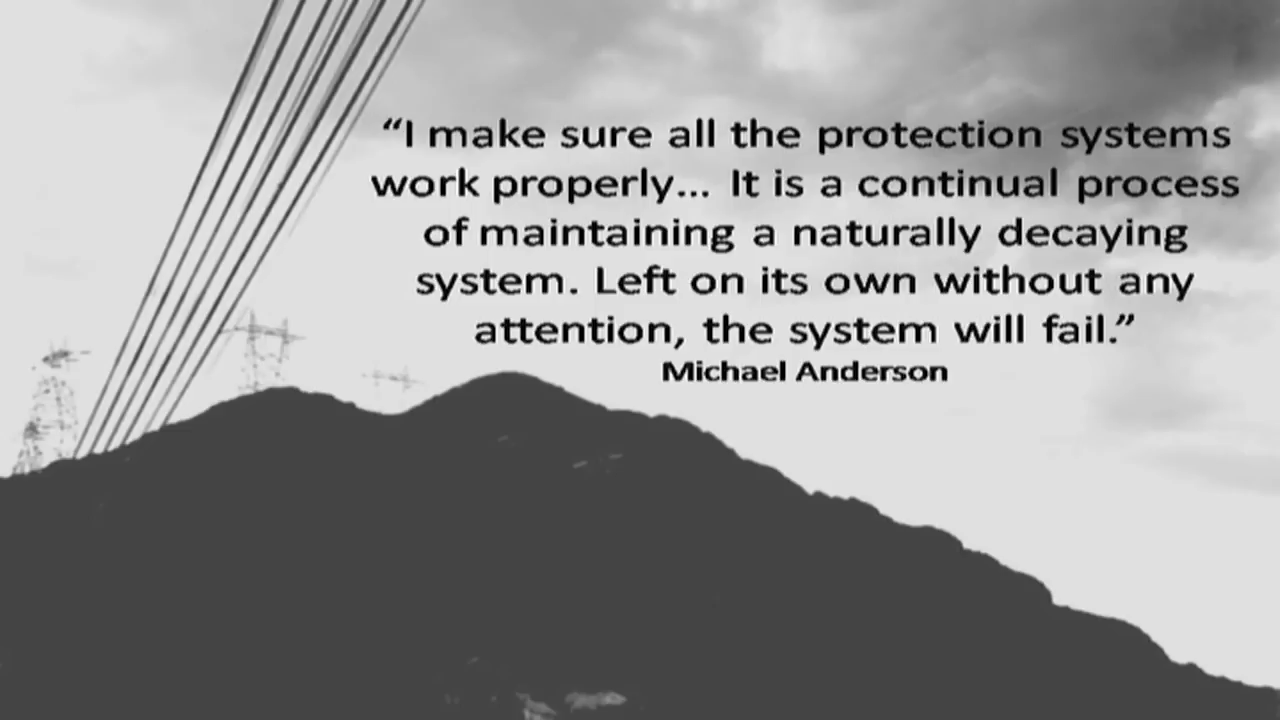 “I make sure all the protection systems
work properly... It is a continual process
of maintaining a naturally decaying
system. Left on its own without any
attention, the system will fail.”
Michael Anderson